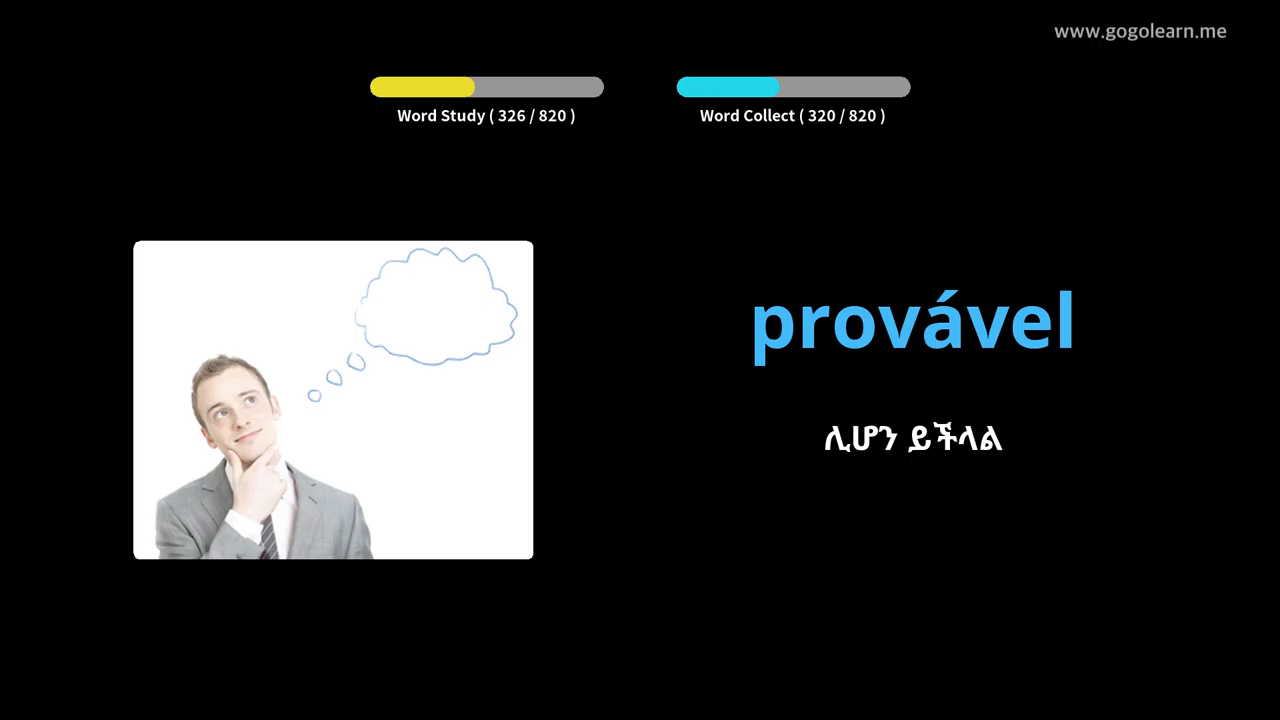 www.gogolearn.me
Word Study ( 326 / 820 )
Word Collect ( 320 / 820 )
provável
ሊሆን ይችላል